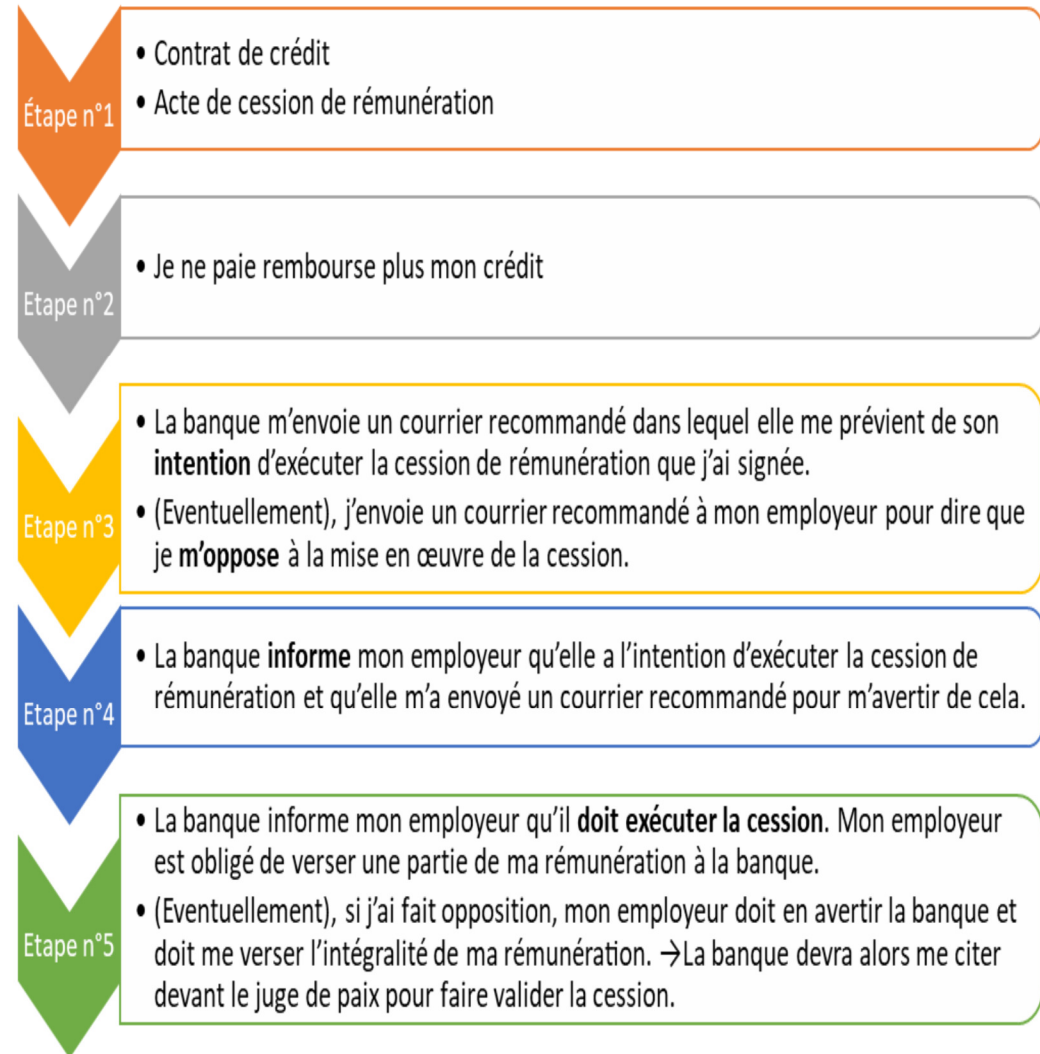 Étape n°1
• Contrat de crédit
• Acte de cession de rémunération
Etape n°2
• Je ne paie rembourse plus mon crédit
Etape n°3
• La banque m’envoie un courrier recommandé dans lequel elle me prévient de son
intention d’exécuter la cession de rémunération que j’ai signée.
• (Eventuellement), j’envoie un courrier recommandé à mon employeur pour dire que
je m’oppose à la mise en œuvre de la cession.
Etape n°4
• La banque informe mon employeur qu’elle a l’intention d’exécuter la cession de
rémunération et qu’elle m’a envoyé un courrier recommandé pour m’avertir de cela.
Etape n°5
• La banque informe mon employeur qu’il doit exécuter la cession. Mon employeur
est obligé de verser une partie de ma rémunération à la banque.
• (Eventuellement), si j’ai fait opposition, mon employeur doit en avertir la banque et
doit me verser l’intégralité de ma rémunération. →La banque devra alors me citer
devant le juge de paix pour faire valider la cession.